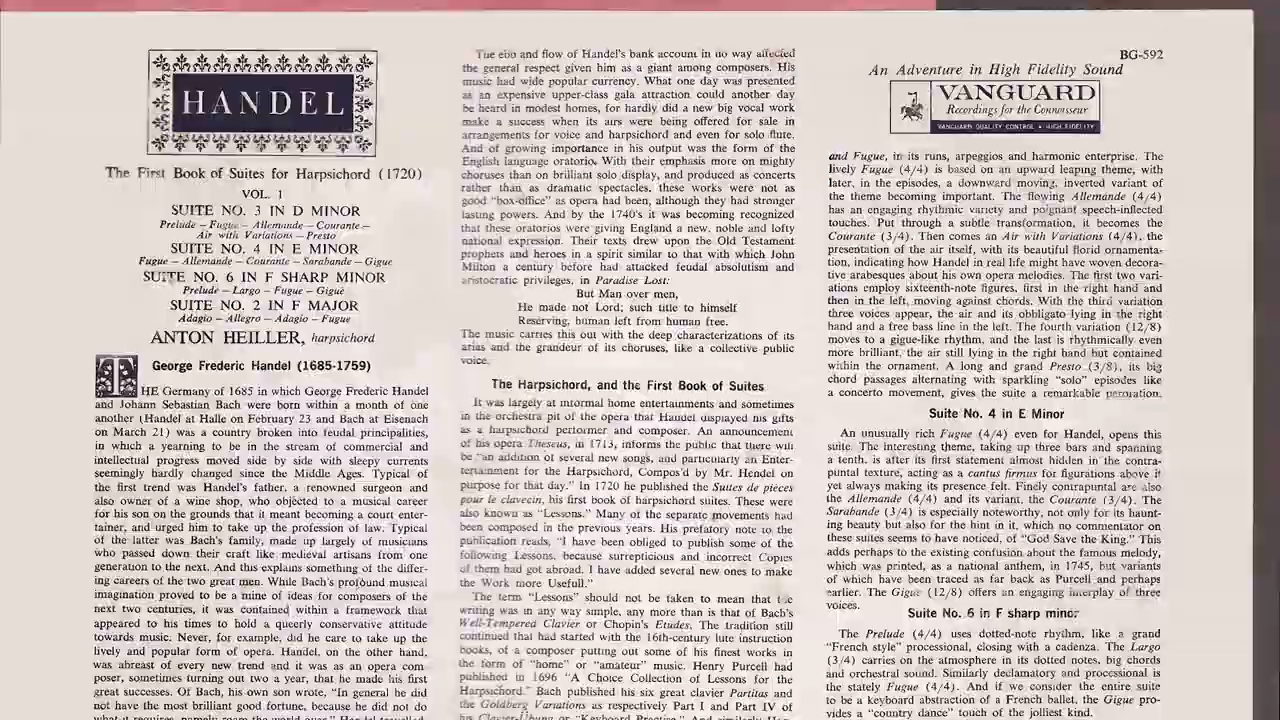 HANDEL
The First Book of Suites for Harpsichord (1720)
VOL. 1
SUITE NO. 3 IN D MINOR
Prelude – Fugue – Allemande – Courante –
Air with Variations – Presto
SUITE NO. 4 IN E MINOR
Fugue – Allemande – Courante – Sarabande – Gigue
SUITE NO. 6 IN F SHARP MINOR
Prelude – Largo – Fugue – Gigue
SUITE NO. 2 IN F MAJOR
Adagio – Allegro – Adagio – Fugue
ANTON HEILLER, harpsichord
George Frederic Handel (1685-1759)
THE Germany of 1685 in which George Frederic Handel
and Johann Sebastian Bach were born within a month of one
another (Handel at Halle on February 23 and Bach at Eisenach
on March 21) was a country broken into feudal principalities,
in which a yearning to be in the stream of commercial and
intellectual progress moved side by side with sleepy currents
seemingly hardly changed since the Middle Ages. Typical of
the first trend was Handel's father, a renowned surgeon and
also owner of a wine shop, who objected to a musical career
for his son on the grounds that it meant becoming a court enter-
tainer, and urged him to take up the profession of law. Typical
of the latter was Bach's family, made up largely of musicians
who passed down their craft like medieval artisans from one
generation to the next. And this explains something of the differ-
ing careers of the two great men. While Bach's profound musical
imagination proved to be a mine of ideas for composers of the
next two centuries, it was contained within a framework that
appeared to his times to hold a queerly conservative attitude
towards music. Never, for example, did he care to take up the
lively and popular form of opera. Handel, on the other hand,
was abreast of every new trend and it was as an opera com-
poser, sometimes turning out two a year, that he made his first
great successes. Of Bach, his own son wrote, "In general he did
not have the most brilliant good fortune, because he did not do
what it requires, namely roam the world over." Handel travelled
The ebb and flow of Handel's bank account in no way affected
the general respect given him as a giant among composers. His
music had wide popular currency. What one day was presented
as an expensive upper-class gala attraction could another day
be heard in modest homes, for hardly did a new big vocal work
make a success when its airs were being offered for sale in
arrangements for voice and harpsichord and even for solo flute.
And of growing importance in his output was the form of the
English language oratorio. With their emphasis more on mighty
choruses than on brilliant solo display, and produced as concerts
rather than as dramatic spectacles, these works were not as
good "box-office" as opera had been, although they had stronger
lasting powers. And by the 1740's it was becoming recognized
that these oratorios were giving England a new, noble and lofty
national expression. Their texts drew upon the Old Testament
prophets and heroes in a spirit similar to that with which John
Milton a century before had attacked feudal absolutism and
aristocratic privileges, in Paradise Lost:
But Man over men,
He made not Lord; such title to himself
Reserving, human left from human free.
The music carries this out with the deep characterizations of its
arias and the grandeur of its choruses, like a collective public
voice.
The Harpsichord, and the First Book of Suites
It was largely at informal home entertainments and sometimes
in the orchestra pit of the opera that Handel displayed his gifts
as a harpsichord performer and composer. An announcement
of his opera Theseus, in 1713, informs the public that there will
be "an addition of several new songs, and particularly an Enter-
tertainment for the Harpsichord, Compos'd by Mr. Hendel on
purpose for that day." In 1720 he published the Suites de pieces
pour le clavecin, his first book of harpsichord suites. These were
also known as "Lessons." Many of the separate movements had
been composed in the previous years. His prefatory note to the
publication reads, "I have been obliged to publish some of the
following Lessons, because surrepticious and incorrect Copies
of them had got abroad. I have added several new ones to make
the Work more Usefull."
The term "Lessons" should not be taken to mean that the
writing was in any way simple, any more than is that of Bach's
Well-Tempered Clavier or Chopin's Etudes. The tradition still
continued that had started with the 16th-century lute instruction
books, of a composer putting out some of his finest works in
the form of "home" or "amateur" music. Henry Purcell had
published in 1696 "A Choice Collection of Lessons for the
Harpsichord." Bach published his six great clavier Partitas and
the Goldberg Variations as respectively Part I and Part IV of
his Clavier-Übung or "Keyboard Practice." And similarly
BG-592
An Adventure in High Fidelity Sound
VANGUARD
Recordings for the Connoisseur
VANGUARD QUALITY CONTROL • HIGH FIDELITY
and Fugue, in its runs, arpeggios and harmonic enterprise. The
lively Fugue (4/4) is based on an upward leaping theme, with
later, in the episodes, a downward moving, inverted variant of
the theme becoming important. The flowing Allemande (4/4)
has an engaging rhythmic variety and poignant speech-inflected
touches. Put through a subtle transformation, it becomes the
Courante (3/4). Then comes an Air with Variations (4/4), the
presentation of the air itself, with its beautiful florid ornamenta-
tion, indicating how Handel in real life might have woven decora-
tive arabesques about his own opera melodies. The first two vari-
ations employ sixteenth-note figures, first in the right hand and
then in the left, moving against chords. With the third variation
three voices appear, the air and its obbligato lying in the right
hand and a free bass line in the left. The fourth variation (12/8)
moves to a gigue-like rhythm, and the last is rhythmically even
more brilliant, the air still lying in the right hand but contained
within the ornament. A long and grand Presto (3/8), its big
chord passages alternating with sparkling "solo" episodes like
a concerto movement, gives the suite a remarkable peroration.
Suite No. 4 in E Minor
An unusually rich Fugue (4/4) even for Handel, opens this
suite. The interesting theme, taking up three bars and spanning
a tenth, is after its first statement almost hidden in the contra-
puntal texture, acting as a cantus firmus for figurations above it
yet always making its presence felt. Finely contrapuntal are also
the Allemande (4/4) and its variant, the Courante (3/4). The
Sarabande (3/4) is especially noteworthy, not only for its haunt-
ing beauty but also for the hint in it, which no commentator on
these suites seems to have noticed, of "God Save the King." This
adds perhaps to the existing confusion about the famous melody,
which was printed, as a national anthem, in 1745, but variants
of which have been traced as far back as Purcell and perhaps
earlier. The Gigue (12/8) offers an engaging interplay of three
voices.
Suite No. 6 in F sharp minor
The Prelude (4/4) uses dotted-note rhythm, like a grand
"French style" processional, closing with a cadenza. The Largo
(3/4) carries on the atmosphere in its dotted notes, big chords
and orchestral sound. Similarly declamatory and processional is
the stately Fugue (4/4). And if we consider the entire suite
to be a keyboard abstraction of a French ballet, the Gigue pro-
vides a "country dance" touch of the jolliest kind.